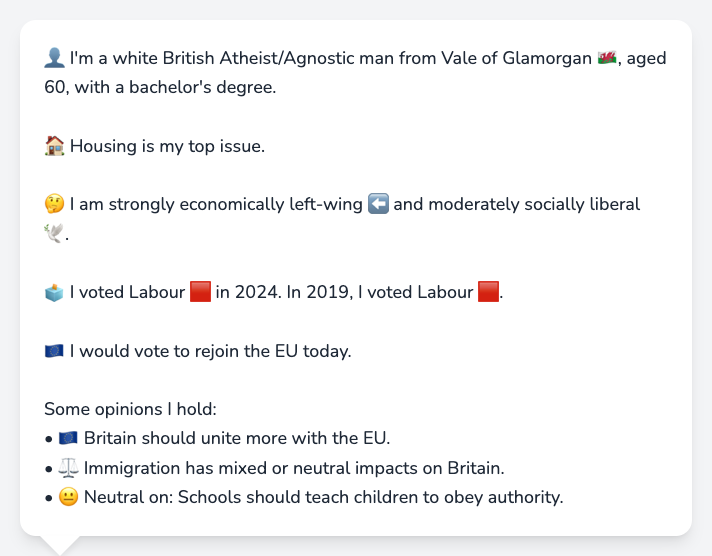 👤 I'm a white British Atheist/Agnostic man from Vale of Glamorgan 🏴󠁧󠁢󠁷󠁬󠁳󠁿, aged
60, with a bachelor's degree.
🏠 Housing is my top issue.
🤔 I am strongly economically left-wing ⬅️ and moderately socially liberal
🕊️.
🗳️ I voted Labour 🟥 in 2024. In 2019, I voted Labour 🟥.
🇪🇺 I would vote to rejoin the EU today.
Some opinions I hold:
• 🇪🇺 Britain should unite more with the EU.
• ⚖️ Immigration has mixed or neutral impacts on Britain.
• 😐 Neutral on: Schools should teach children to obey authority.